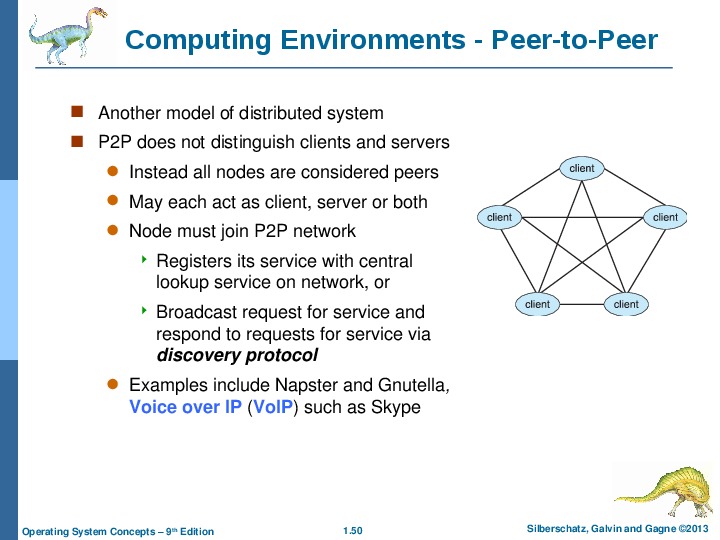 Computing Environments - Peer-to-Peer
Another model of distributed system
P2P does not distinguish clients and servers
Instead all nodes are considered peers
May each act as client, server or both
Node must join P2P network
Registers its service with central
lookup service on network, or
Broadcast request for service and
respond to requests for service via
discovery protocol
Examples include Napster and Gnutella,
Voice over IP (VoIP) such as Skype
client
client
client
client
client
Operating System Concepts – 9th Edition
1.50
Silberschatz, Galvin and Gagne ©2013